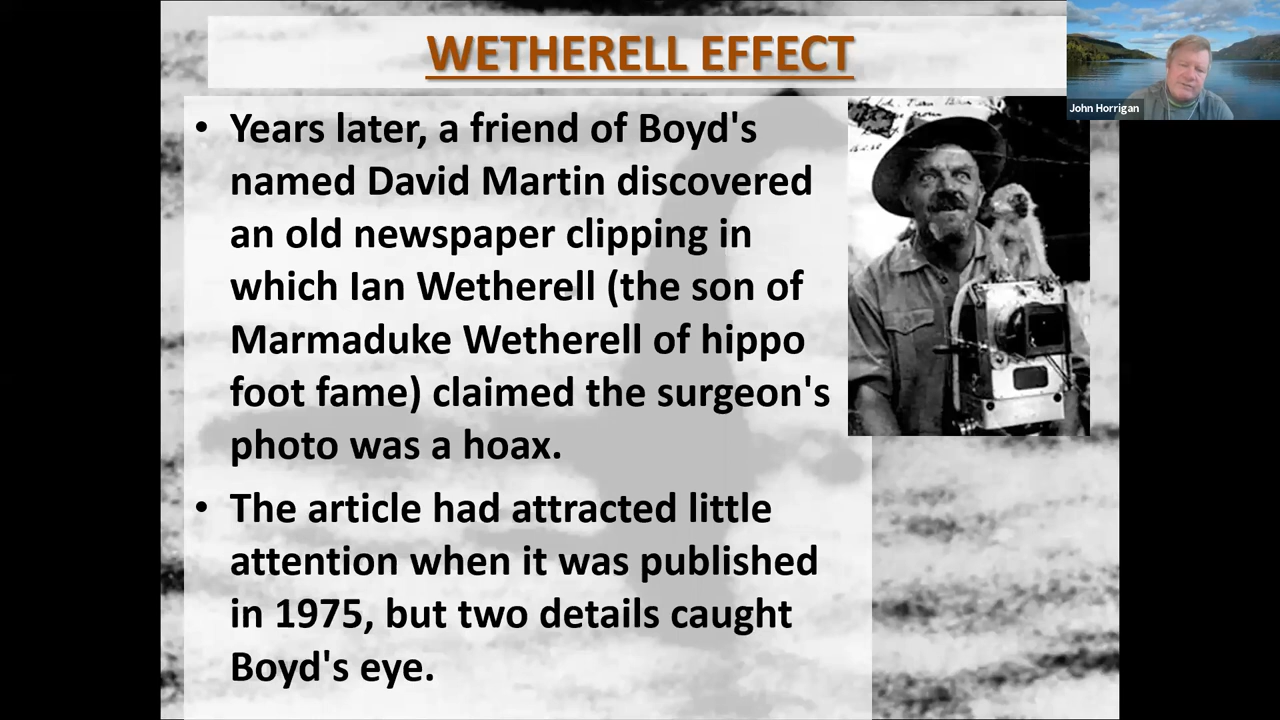 WETHERELL EFFECT
John Horrigan
• Years later, a friend of Boyd's
named David Martin discovered
an old newspaper clipping in
which Ian Wetherell (the son of
Marmaduke Wetherell of hippo
foot fame) claimed the surgeon's
photo was a hoax.
• The article had attracted little
attention when it was published
in 1975, but two details caught
Boyd's eye.